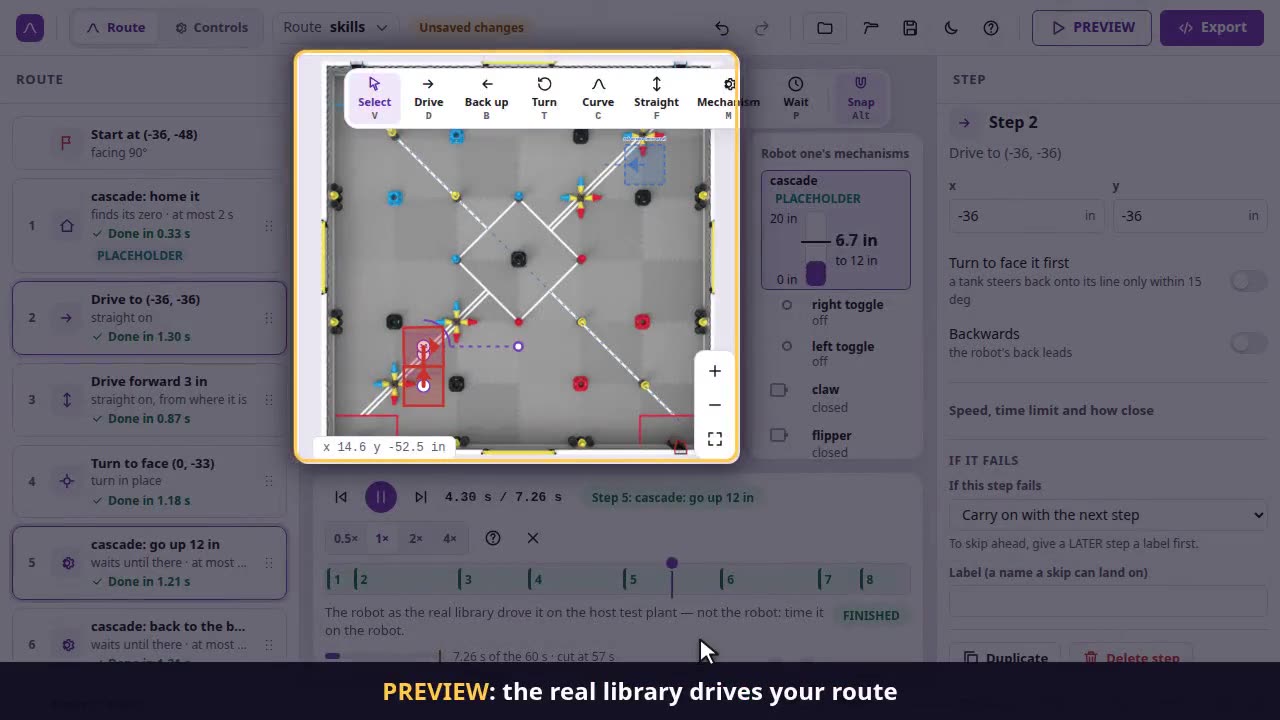 Route
Controls
Route skills
Unsaved changes
PREVIEW
Export
ROUTE
Start at (-36, -48)
facing 90°
1
cascade: home it
finds its zero · at most 2 s
Done in 0.33 s
PLACEHOLDER
2
Drive to (-36, -36)
straight on
Done in 1.30 s
3
Drive forward 3 in
straight on, from where it is
Done in 0.87 s
4
Turn to face (0, -33)
turn in place
Done in 1.18 s
5
cascade: go up 12 in
waits until there · at most ...
Done in 1.21 s
6
cascade: back to the b...
waits until there · at most ...
Select
V
Drive
D
Back up
B
Turn
T
Curve
C
Straight
F
Mechanism
M
Wait
P
Snap
Alt
x 14.6 y -52.5 in
Robot one's mechanisms
cascade
PLACEHOLDER
20 in
6.7 in
to 12 in
0 in
right toggle
off
left toggle
off
claw
closed
flipper
closed
4.30 s / 7.26 s
Step 5: cascade: go up 12 in
0.5×
1×
2×
4×
1
2
3
4
5
6
7
8
The robot as the real library drove it on the host test plant — not the robot: time it
on the robot.
FINISHED
7.26 s of the 60 s · cut at 57 s
STEP
Step 2
Drive to (-36, -36)
x
y
-36
in
-36
in
Turn to face it first
a tank steers back onto its line only within 15
deg
Backwards
the robot's back leads
Speed, time limit and how close
IF IT FAILS
If this step fails
Carry on with the next step
To skip ahead, give a LATER step a label first.
Label (a name a skip can land on)
Duplicate
Delete step
PREVIEW: the real library drives your route